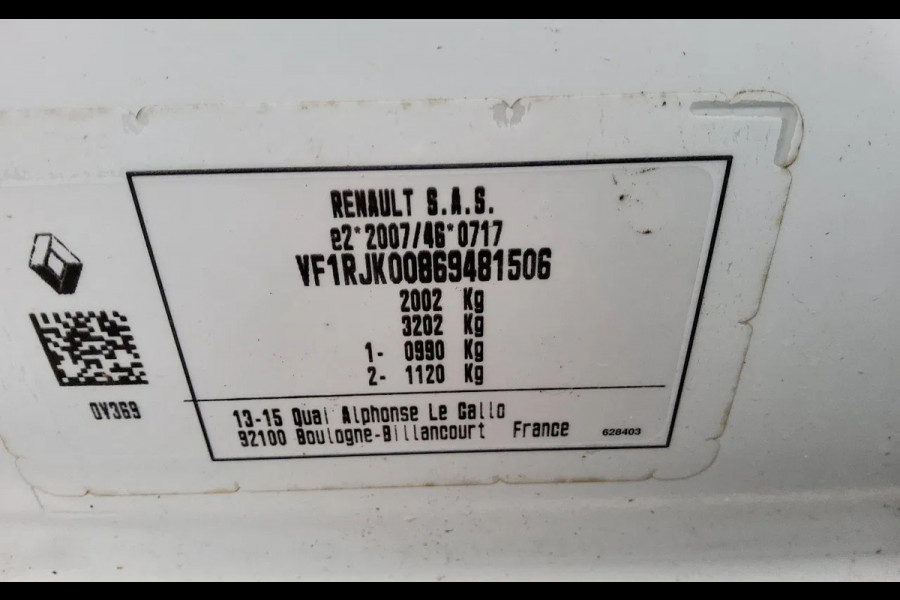 RENAULT S.A.S.
e2*2007/46*0717
VF1RJK00869481506
2002 Kg
3202 Kg
1- 0990 Kg
2- 1120 Kg
0V369
13-15 Quai Alphonse Le Gallo
92100 Boulogne-Billancourt France
628403